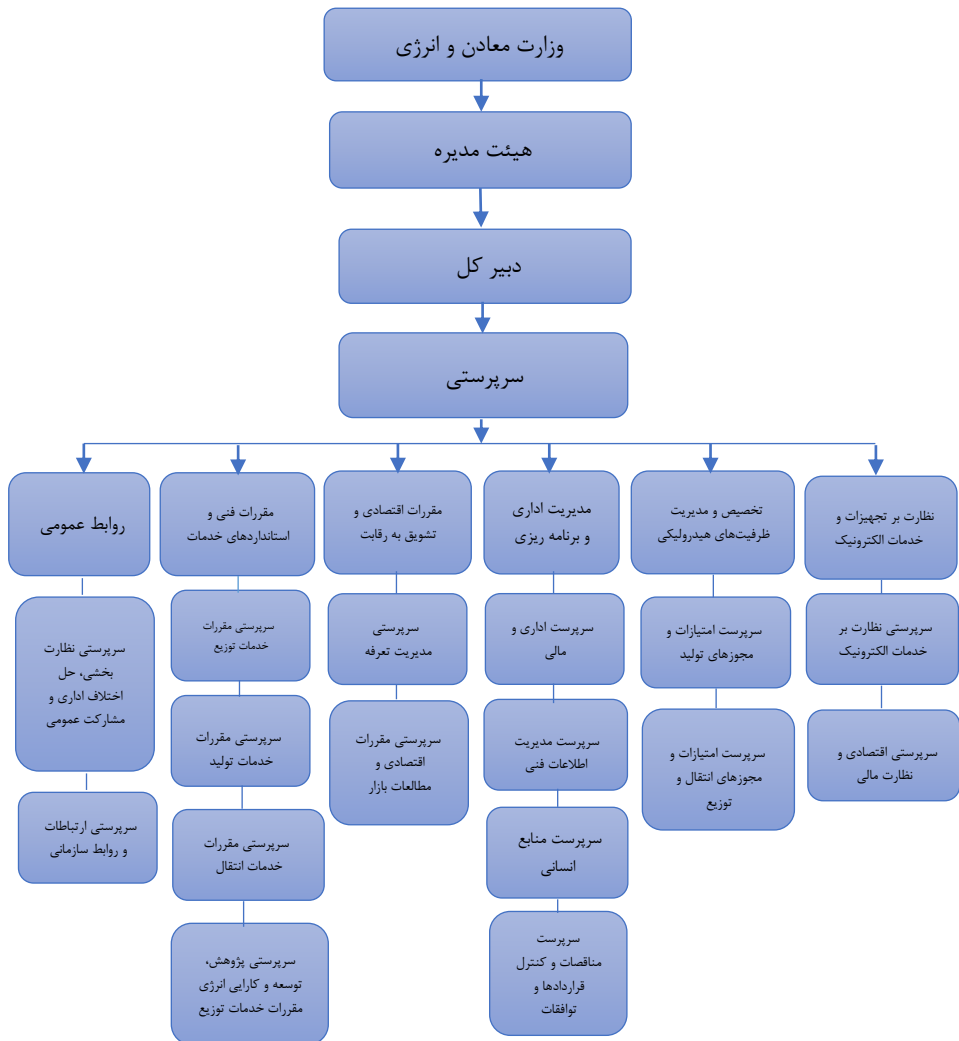 وزارت معادن و انرژی
هیئت مدیره
دبیر کل
سرپرستی
نظارت بر تجهیزات و
خدمات الکترونیک
سرپرستی نظارت بر
خدمات الکترونیک
سرپرستی اقتصادی و
نظارت مالی
تخصیص و مدیریت
ظرفیت‌های هیدرولیکی
سرپرست امتیازات و
مجوزهای تولید
سرپرست امتیازات و
مجوزهای انتقال و
توزیع
مدیریت اداری
و برنامه ریزی
سرپرست اداری و
مالی
سرپرست مدیریت
اطلاعات فنی
سرپرست منابع
انسانی
سرپرست
مناقصات و کنترل
قراردادها و
توافقات
مقررات اقتصادی و
تشویق به رقابت
سرپرستی
مدیریت تعرفه
سرپرستی مقررات
اقتصادی و
مطالعات بازار
مقررات فنی و
استانداردهای خدمات
سرپرستی مقررات
خدمات توزیع
سرپرستی مقررات
خدمات تولید
سرپرستی مقررات
خدمات انتقال
سرپرستی پژوهش،
توسعه و کارایی انرژی
مقررات خدمات توزیع
روابط عمومی
سرپرستی نظارت
بخشی، حل
اختلاف اداری و
مشارکت عمومی
سرپرستی ارتباطات
و روابط سازمانی